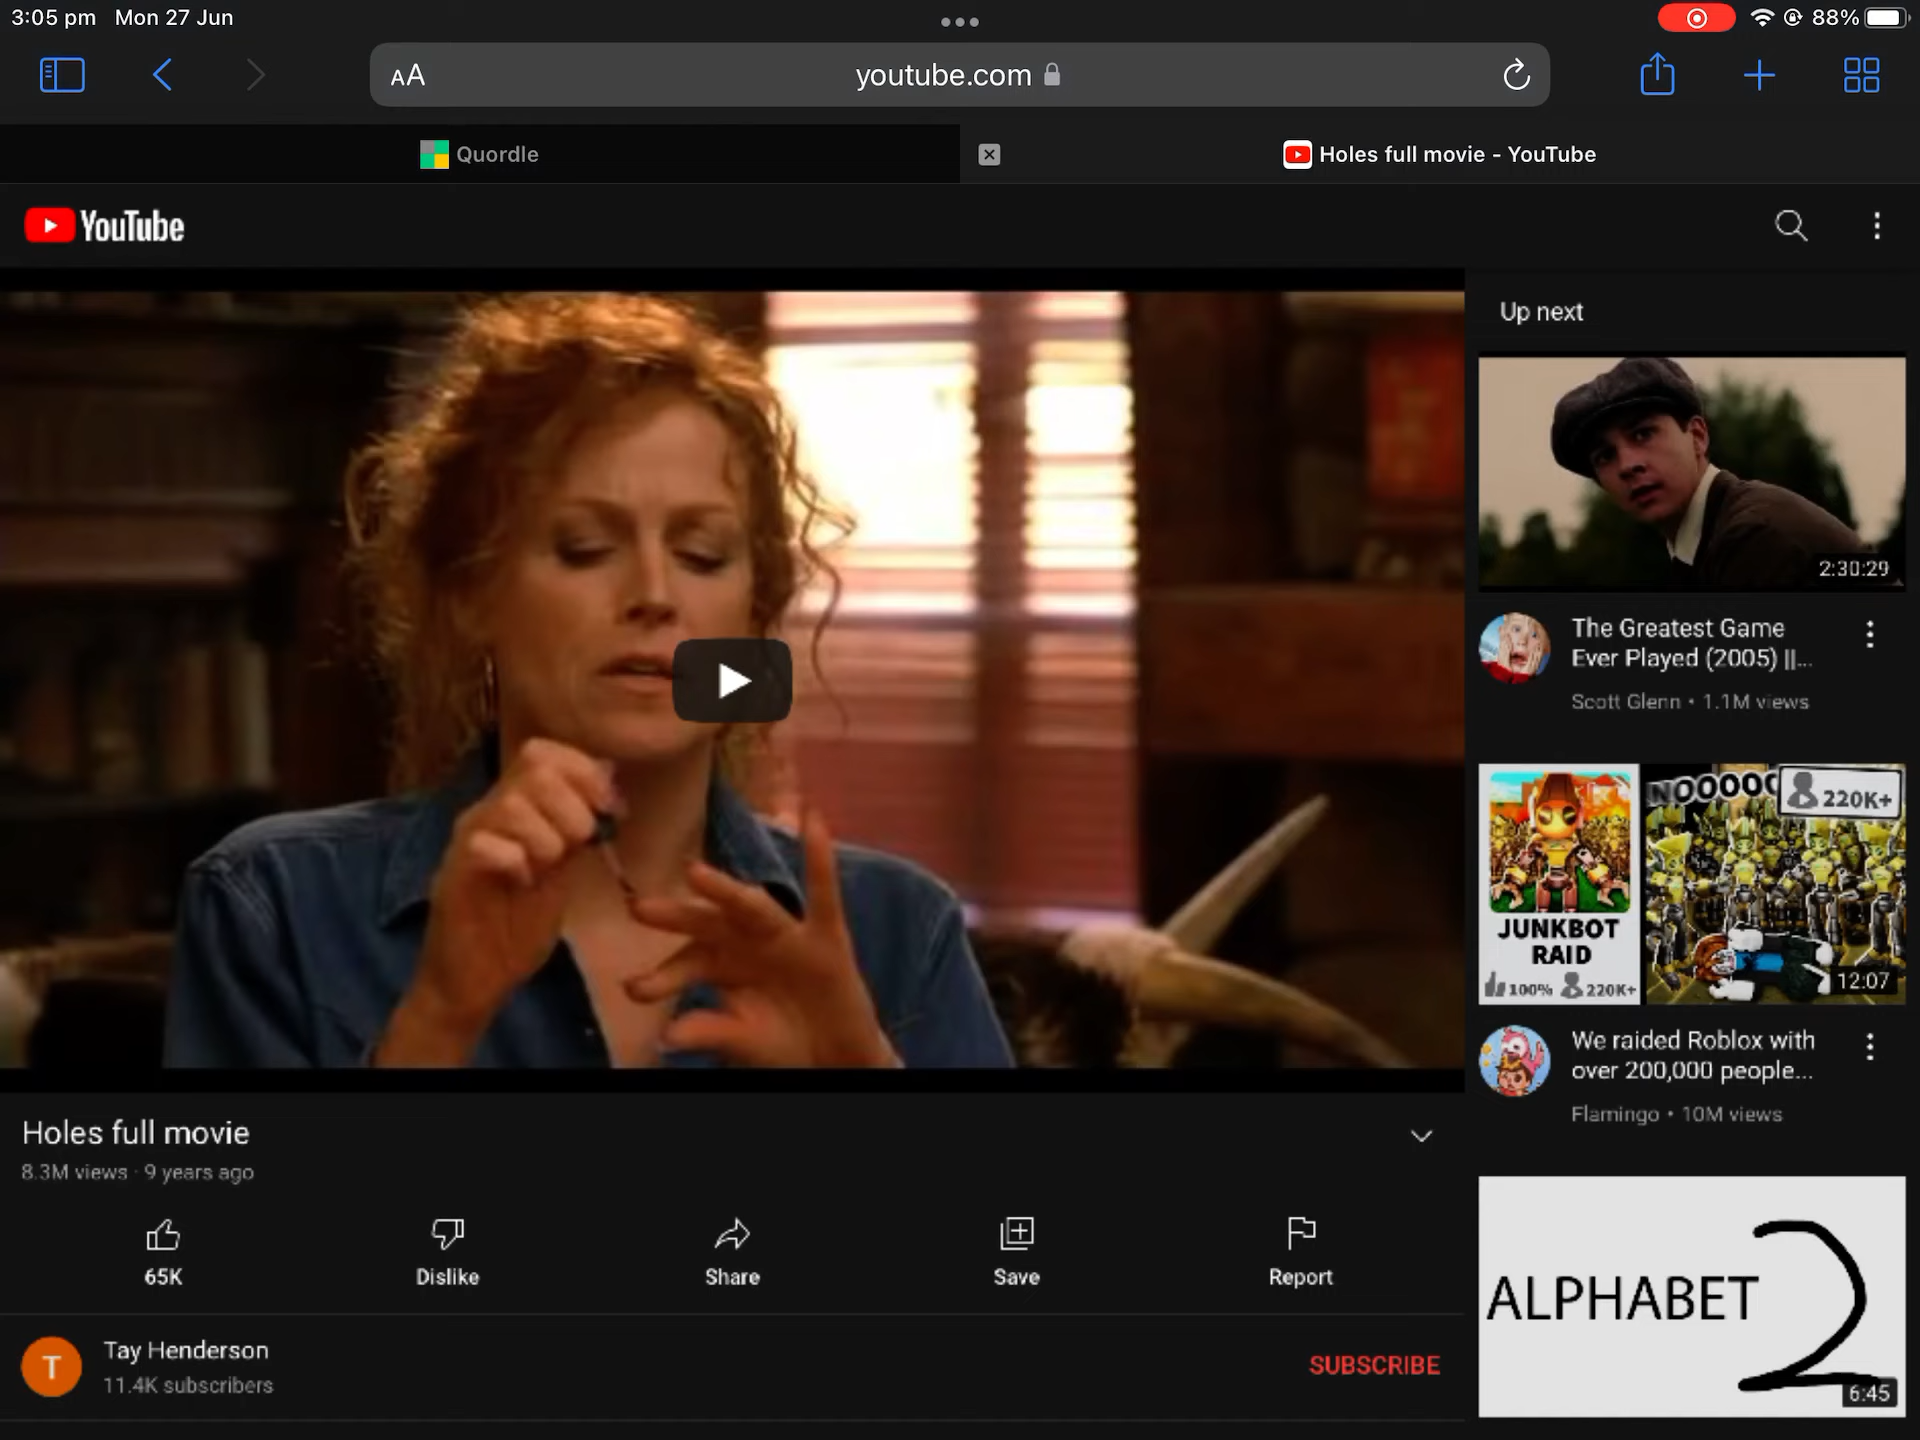 3:05 pm Mon 27 Jun
88%
AA
youtube.com
Quordle
Holes full movie - YouTube
YouTube
Up next
2:30:29
The Greatest Game
Ever Played (2005) ||...
Scott Glenn • 1.1M views
NOOOOO
220K+
JUNKBOT
RAID
100% 220K+
12:07
We raided Roblox with
over 200,000 people...
Flamingo • 10M views
ALPHABET 2
6:45
Holes full movie
8.3M views · 9 years ago
65K
Dislike
Share
Save
Report
T
Tay Henderson
11.4K subscribers
SUBSCRIBE